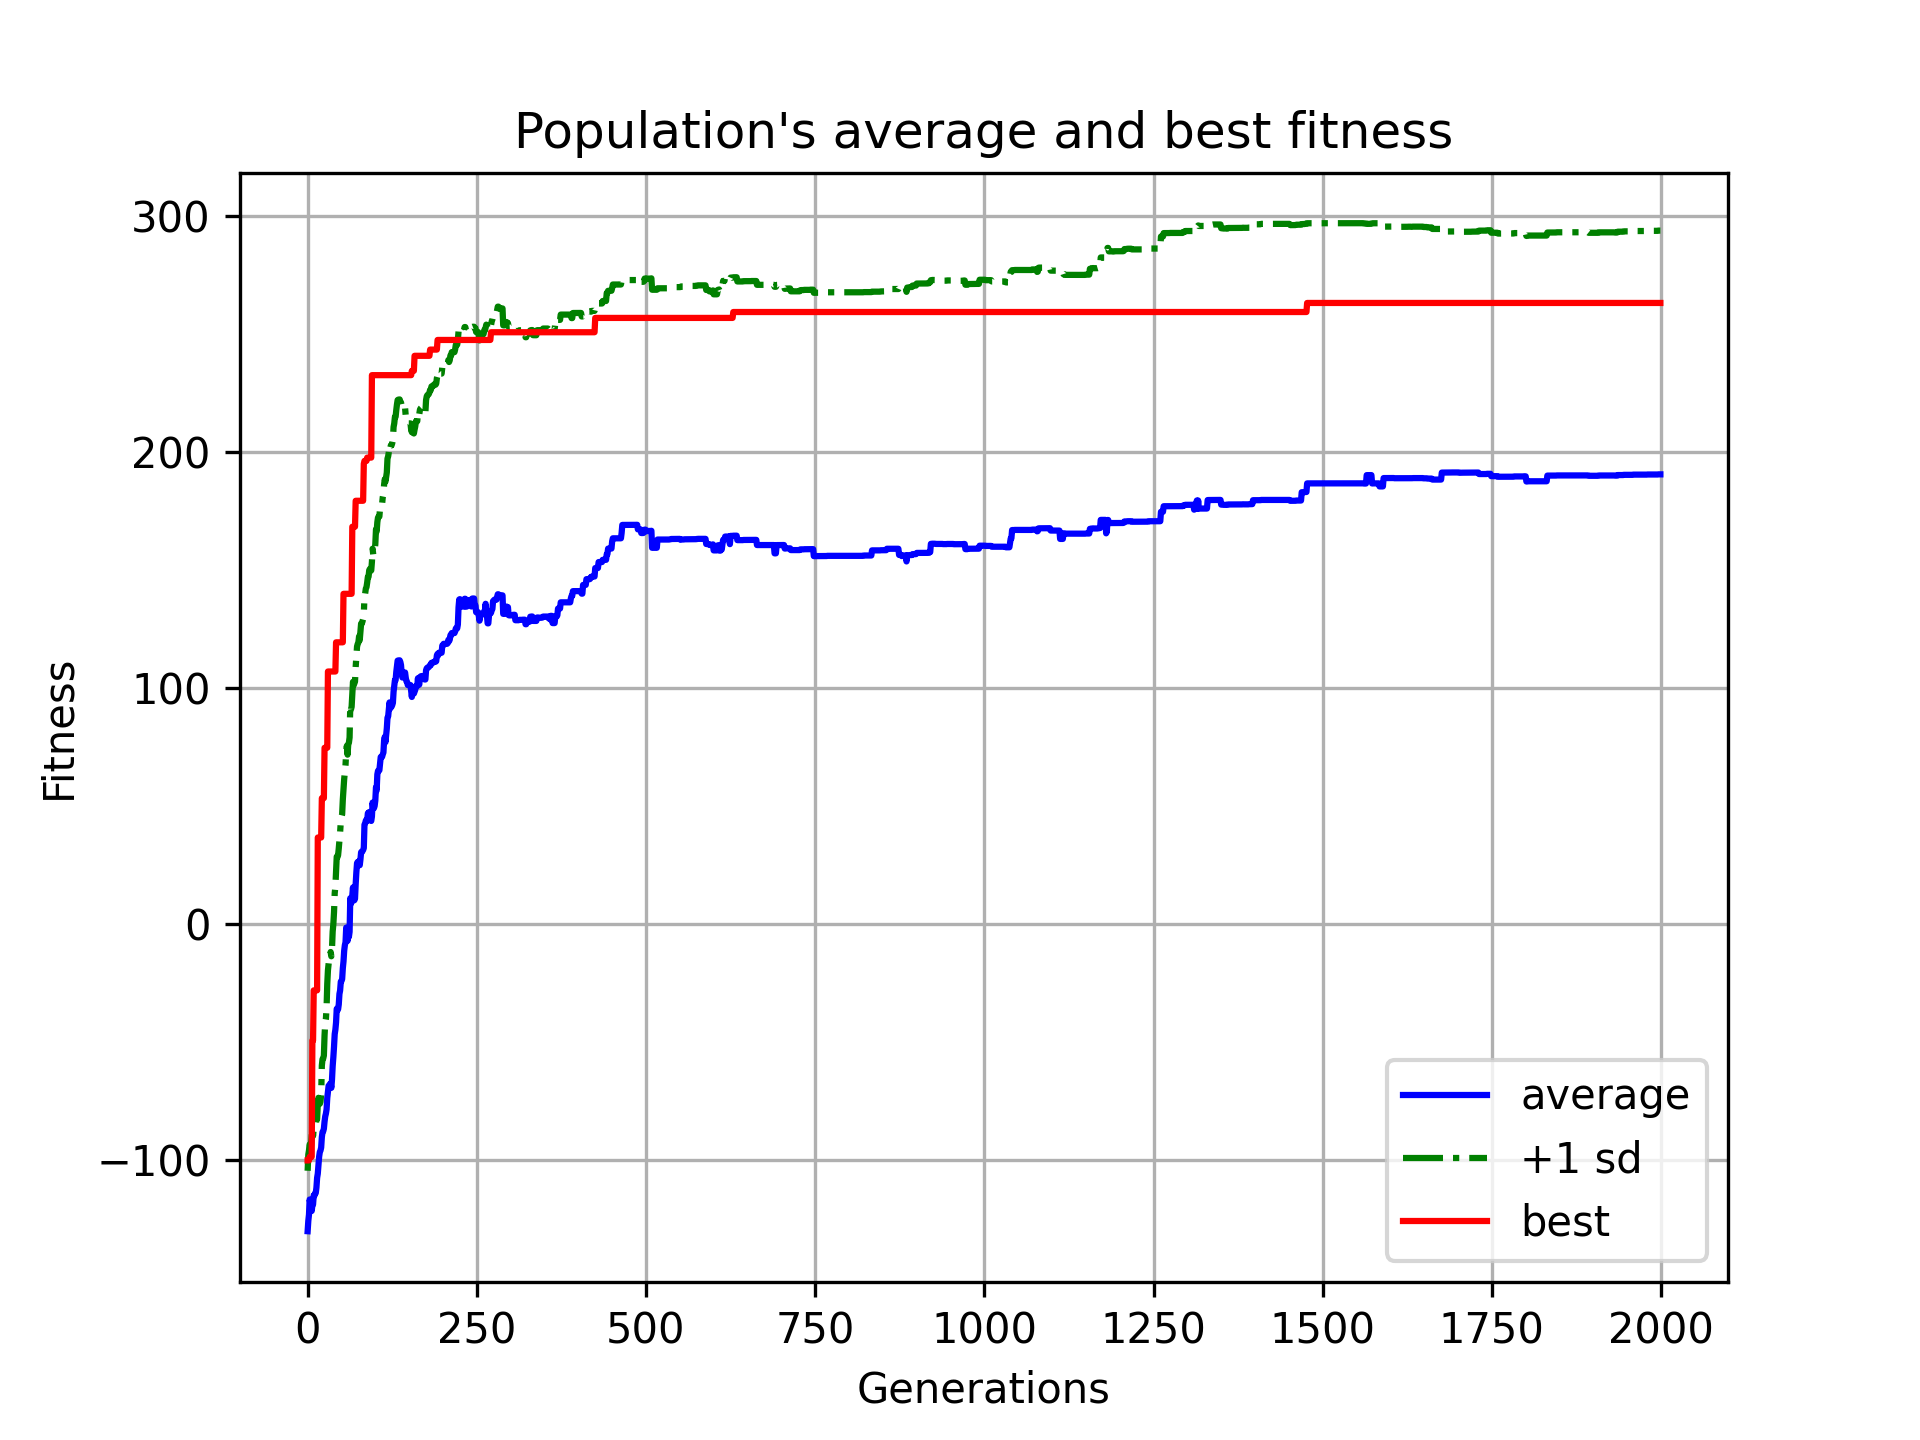 Population's average and best fitness
300
200
100
0
−100
Fitness
0 250 500 750 1000 1250 1500 1750 2000
Generations
average
+1 sd
best